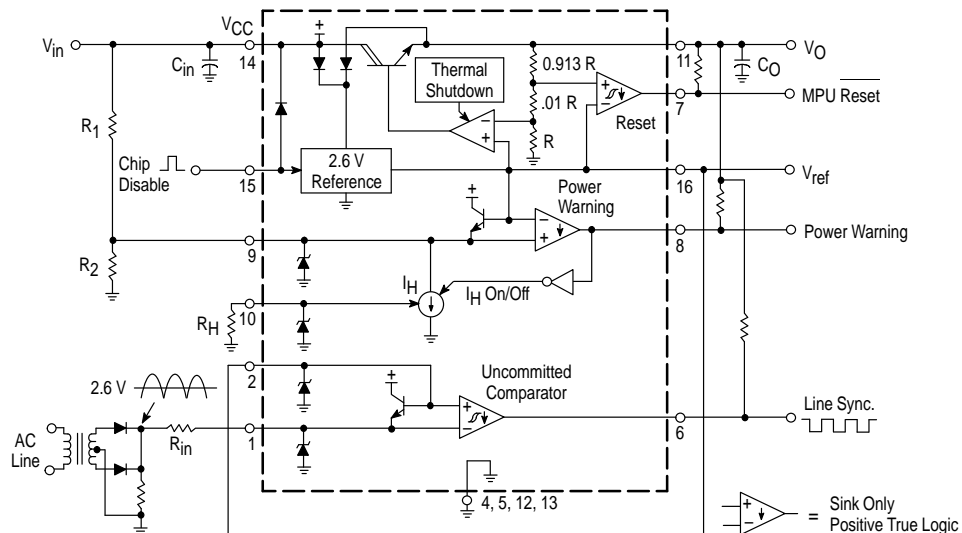 Vin
VCC
14
Cin
Thermal
Shutdown
0.913 R
.01 R
R
+
−
−
+
+
−
Reset
11
CO
VO
7
MPU Reset
R1
Chip
Disable
15
2.6 V
Reference
16
Vref
+
Power
Warning
−
+
8
Power Warning
9
R2
IH
IH On/Off
RH
10
2
Uncommitted
Comparator
+
+
−
2.6 V
AC
Line
Rin
1
6
Line Sync.
4, 5, 12, 13
+
−
= Sink Only
Positive True Logic